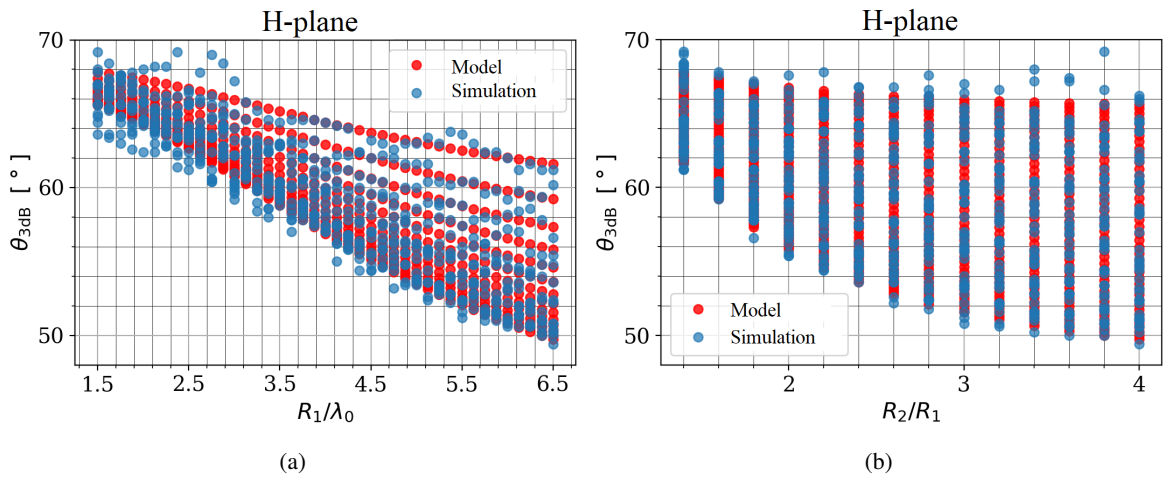 H-plane
70
60
50
θ3dB [ ° ]
Model
Simulation
1.5 2.5 3.5 4.5 5.5 6.5
R1/λ0
(a)
H-plane
70
60
50
θ3dB [ ° ]
Model
Simulation
2 3 4
R2/R1
(b)